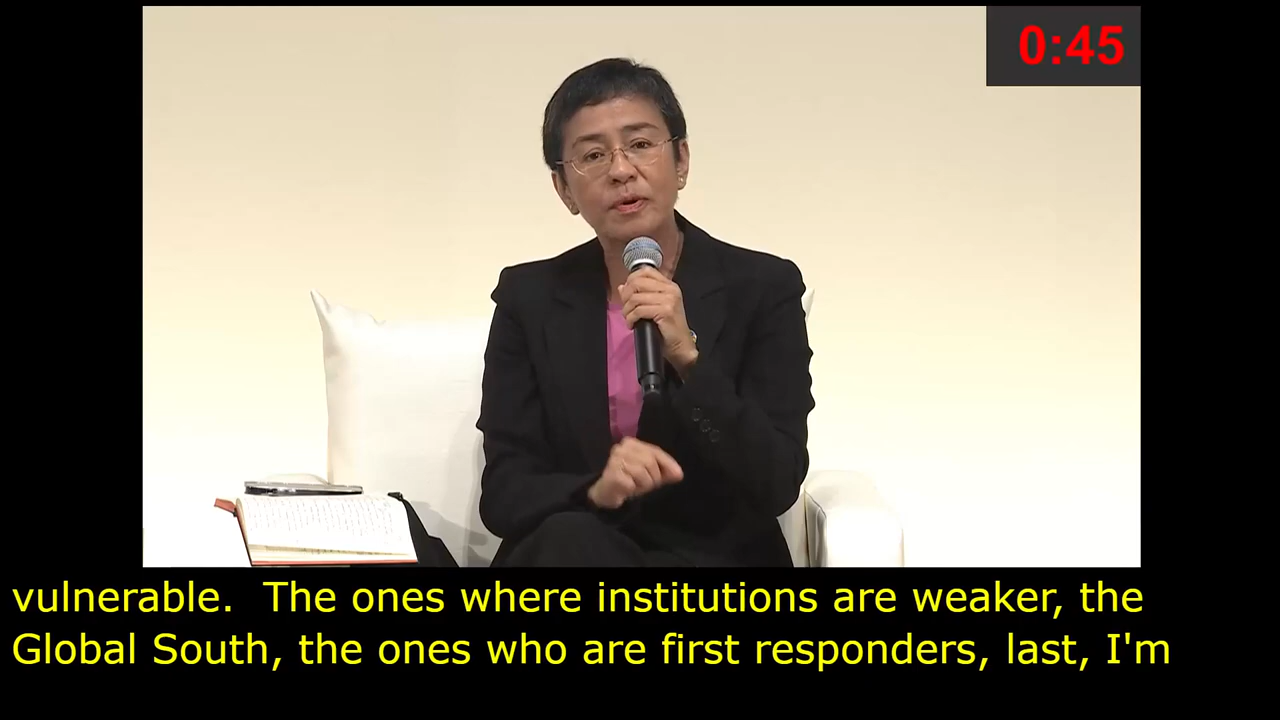 0:45
vulnerable.  The ones where institutions are weaker, the
Global South, the ones who are first responders, last, I'm